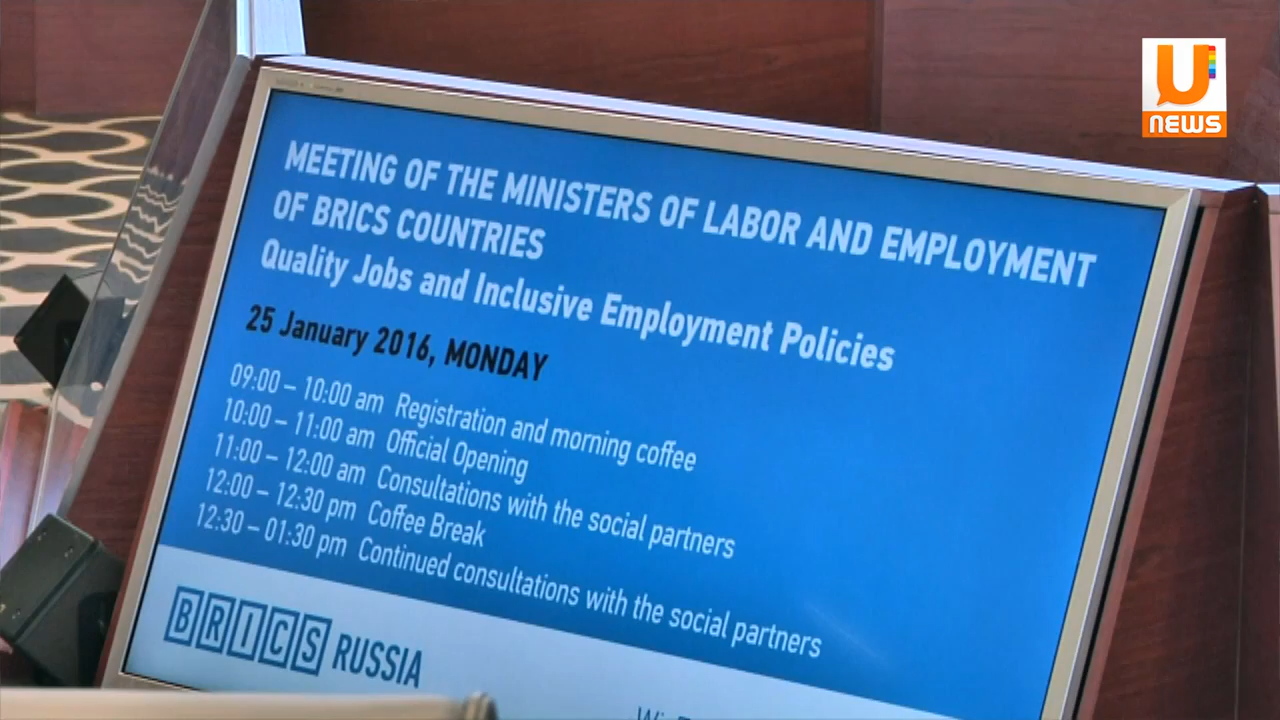 U
NEWS
MEETING OF THE MINISTERS OF LABOR AND EMPLOYMENT
OF BRICS COUNTRIES
Quality Jobs and Inclusive Employment Policies
25 January 2016, MONDAY
09:00 – 10:00 am Registration and morning coffee
10:00 – 11:00 am Official Opening
11:00 – 12:00 am Consultations with the social partners
12:00 – 12:30 pm Coffee Break
12:30 – 01:30 pm Continued consultations with the social partners
BRICS RUSSIA